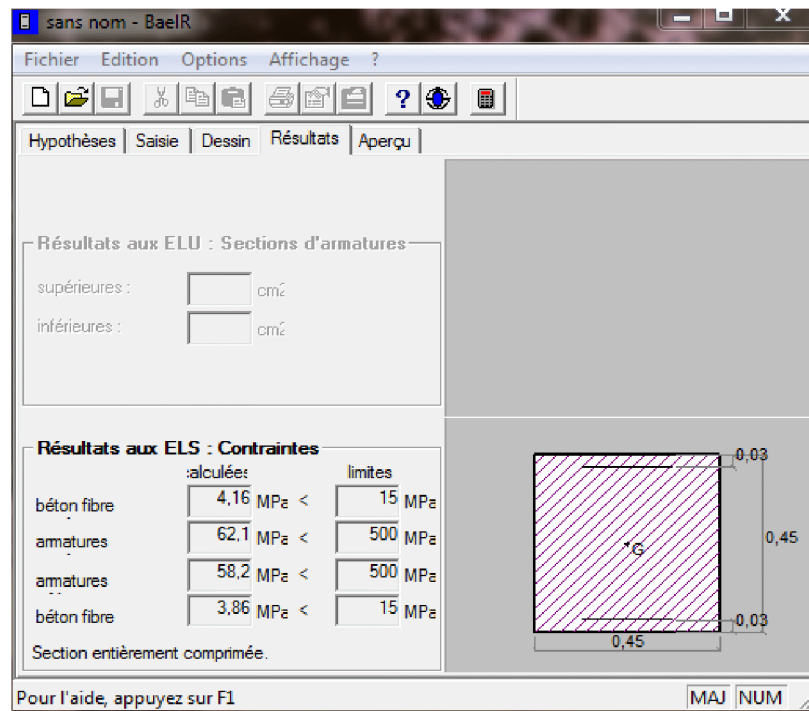 sans nom - BaelR
Fichier Edition Options Affichage ?
Hypothèses Saisie Dessin Résultats Aperçu
Résultats aux ELU : Sections d'armatures
supérieures : cm2
inférieures : cm2
Résultats aux ELS : Contraintes
calculées limites
béton fibre 4,16 MPa < 15 MPa
armatures 62,1 MPa < 500 MPa
armatures 58,2 MPa < 500 MPa
béton fibre 3,86 MPa < 15 MPa
Section entièrement comprimée.
0,03
G
0,45
0,03
0,45
Pour l'aide, appuyez sur F1 MAJ NUM